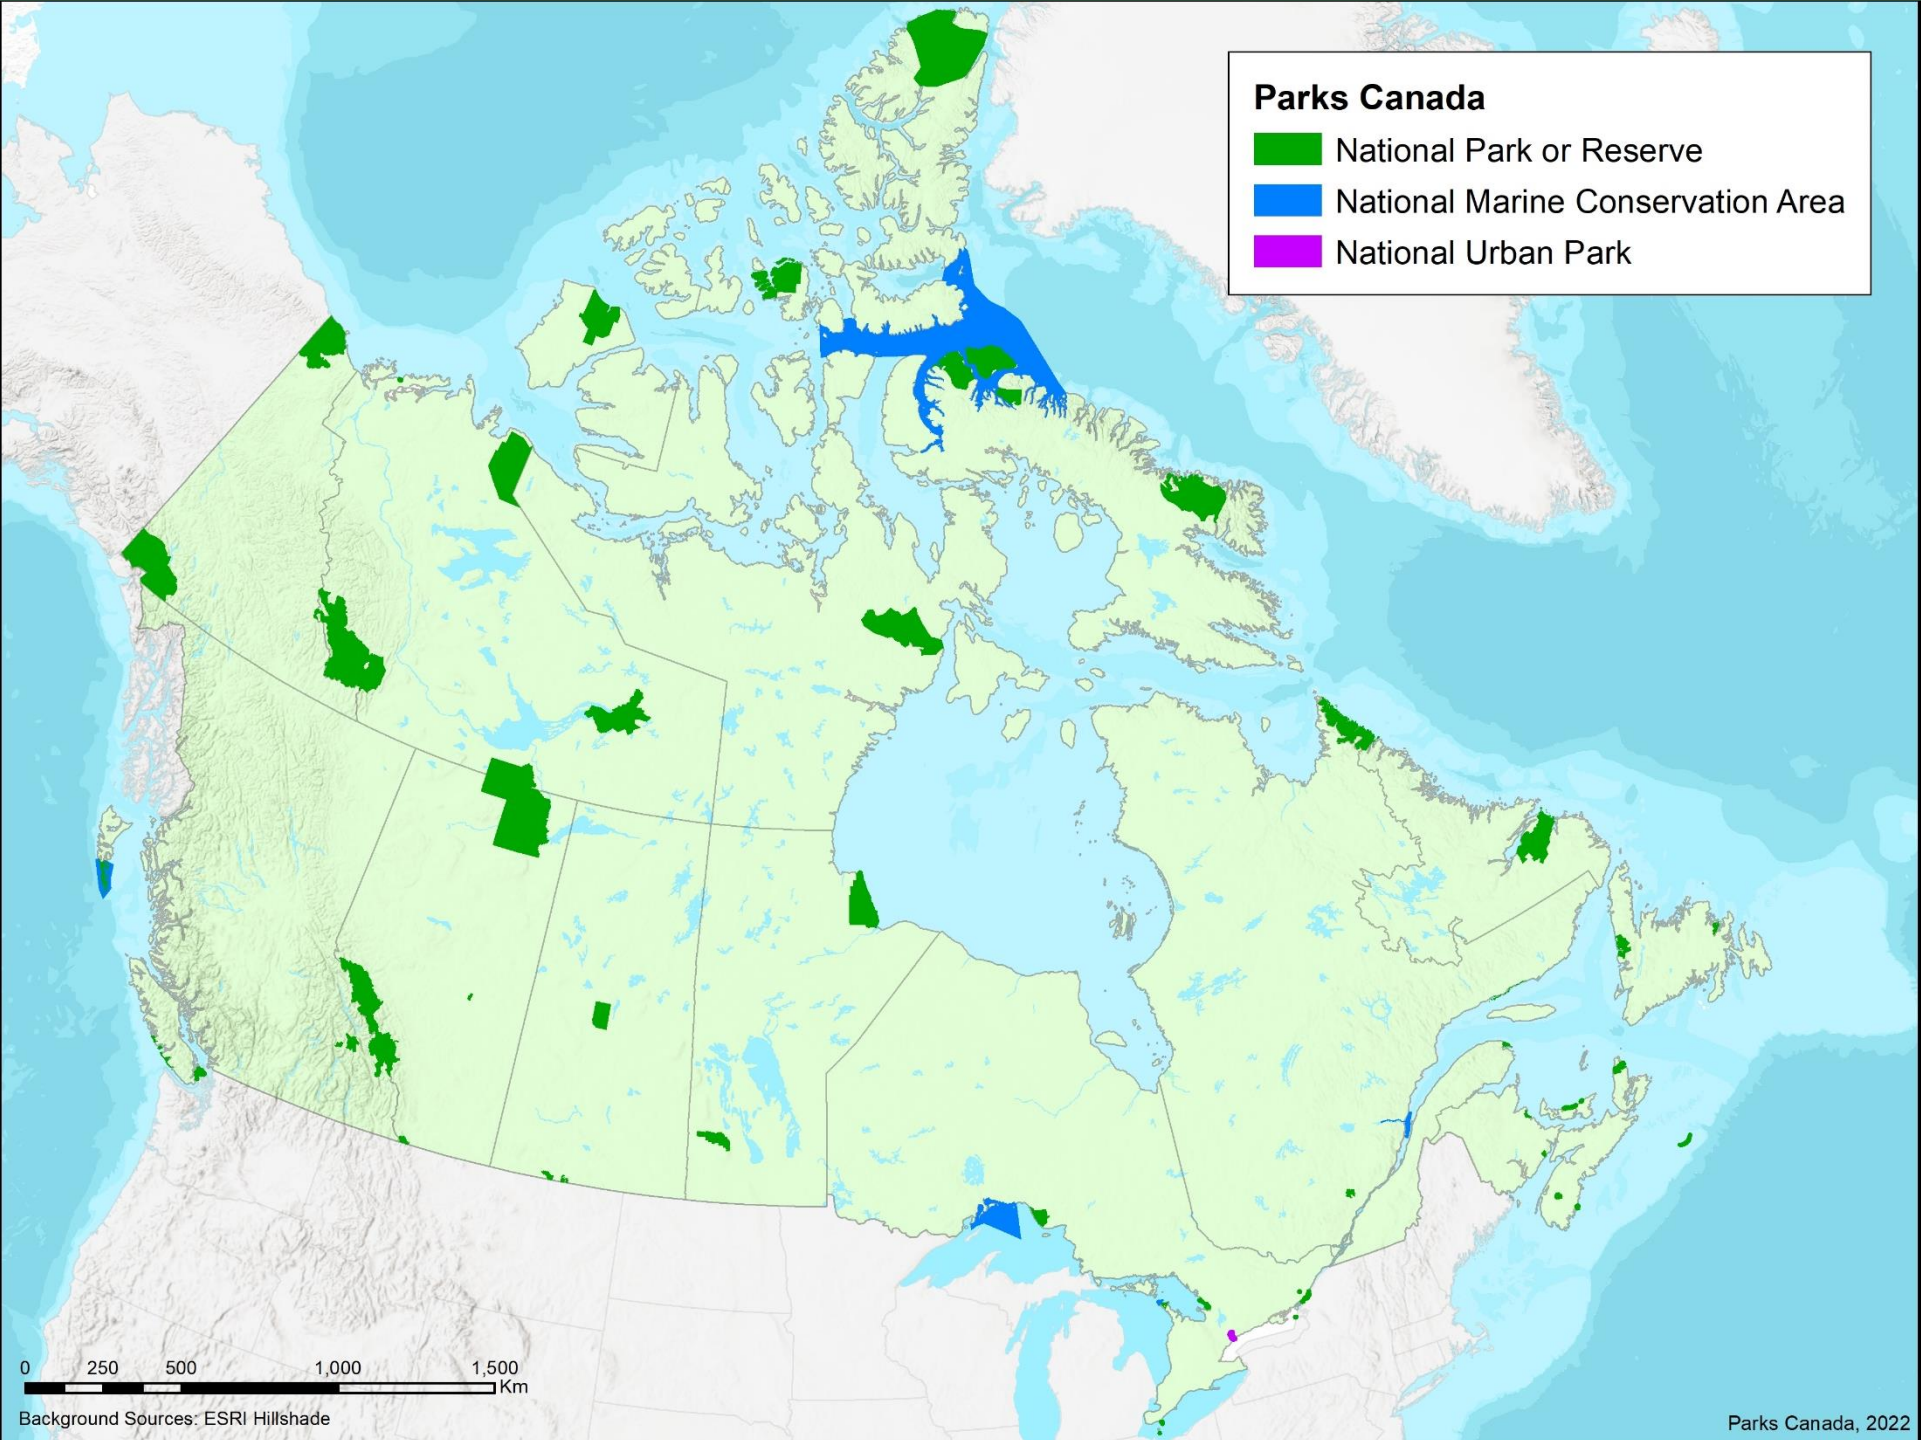 Parks Canada
National Park or Reserve
National Marine Conservation Area
National Urban Park
0 250 500 1,000 1,500
Km
Background Sources: ESRI Hillshade
Parks Canada, 2022